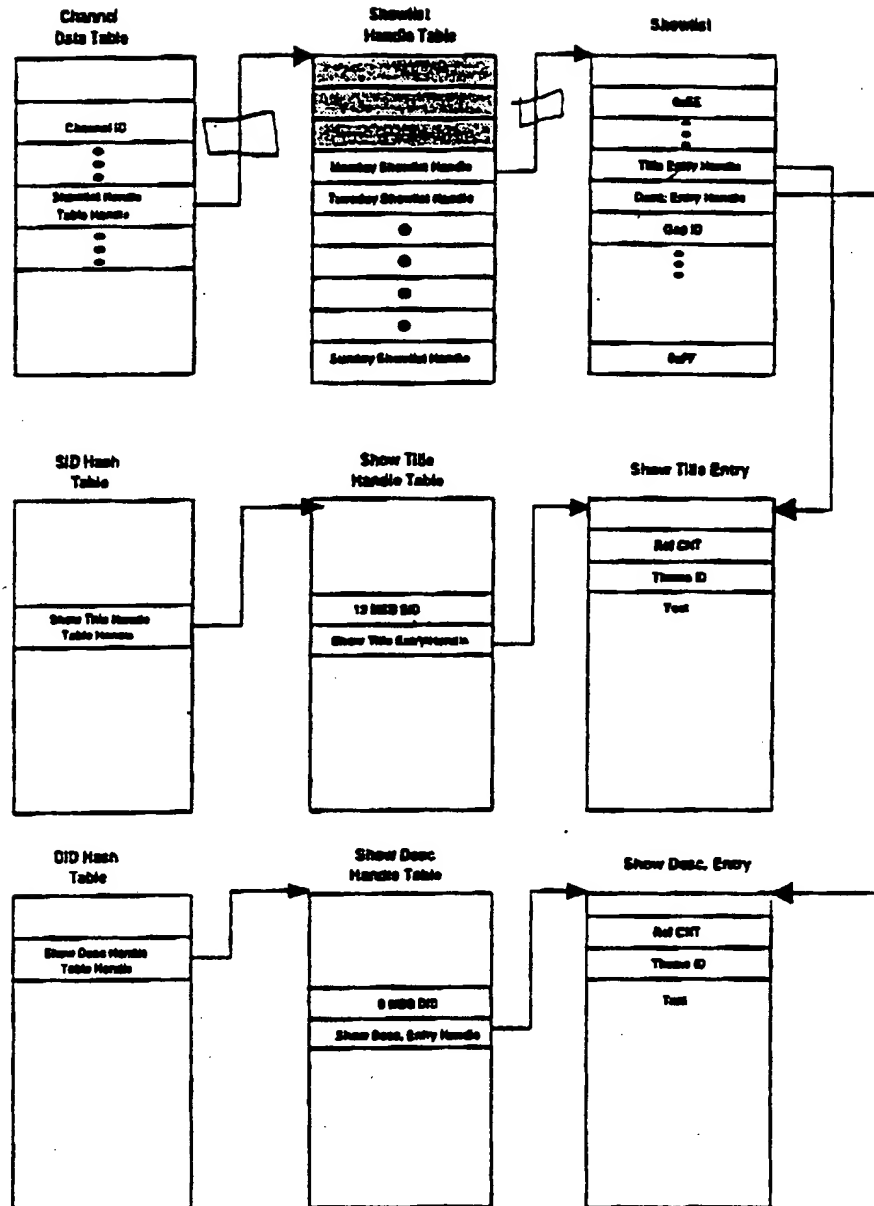 Channel
Data Table
Showlist
Handle Table
Showlist
Channel ID
Showlist Handle
Table Handle
Monday Showlist Handle
Tuesday Showlist Handle
Sunday Showlist Handle
Title Entry Handle
Desc. Entry Handle
Gap ID
SID Hash
Table
Show Title
Handle Table
Show Title Entry
Show Title Handle
Table Handle
13 MSB SID
Show Title Entry Handle
Ref CNT
Theme ID
Text
DID Hash
Table
Show Desc
Handle Table
Show Desc. Entry
Show Desc Handle
Table Handle
MSB DID
Show Desc. Entry Handle
Ref CNT
Theme ID
Text